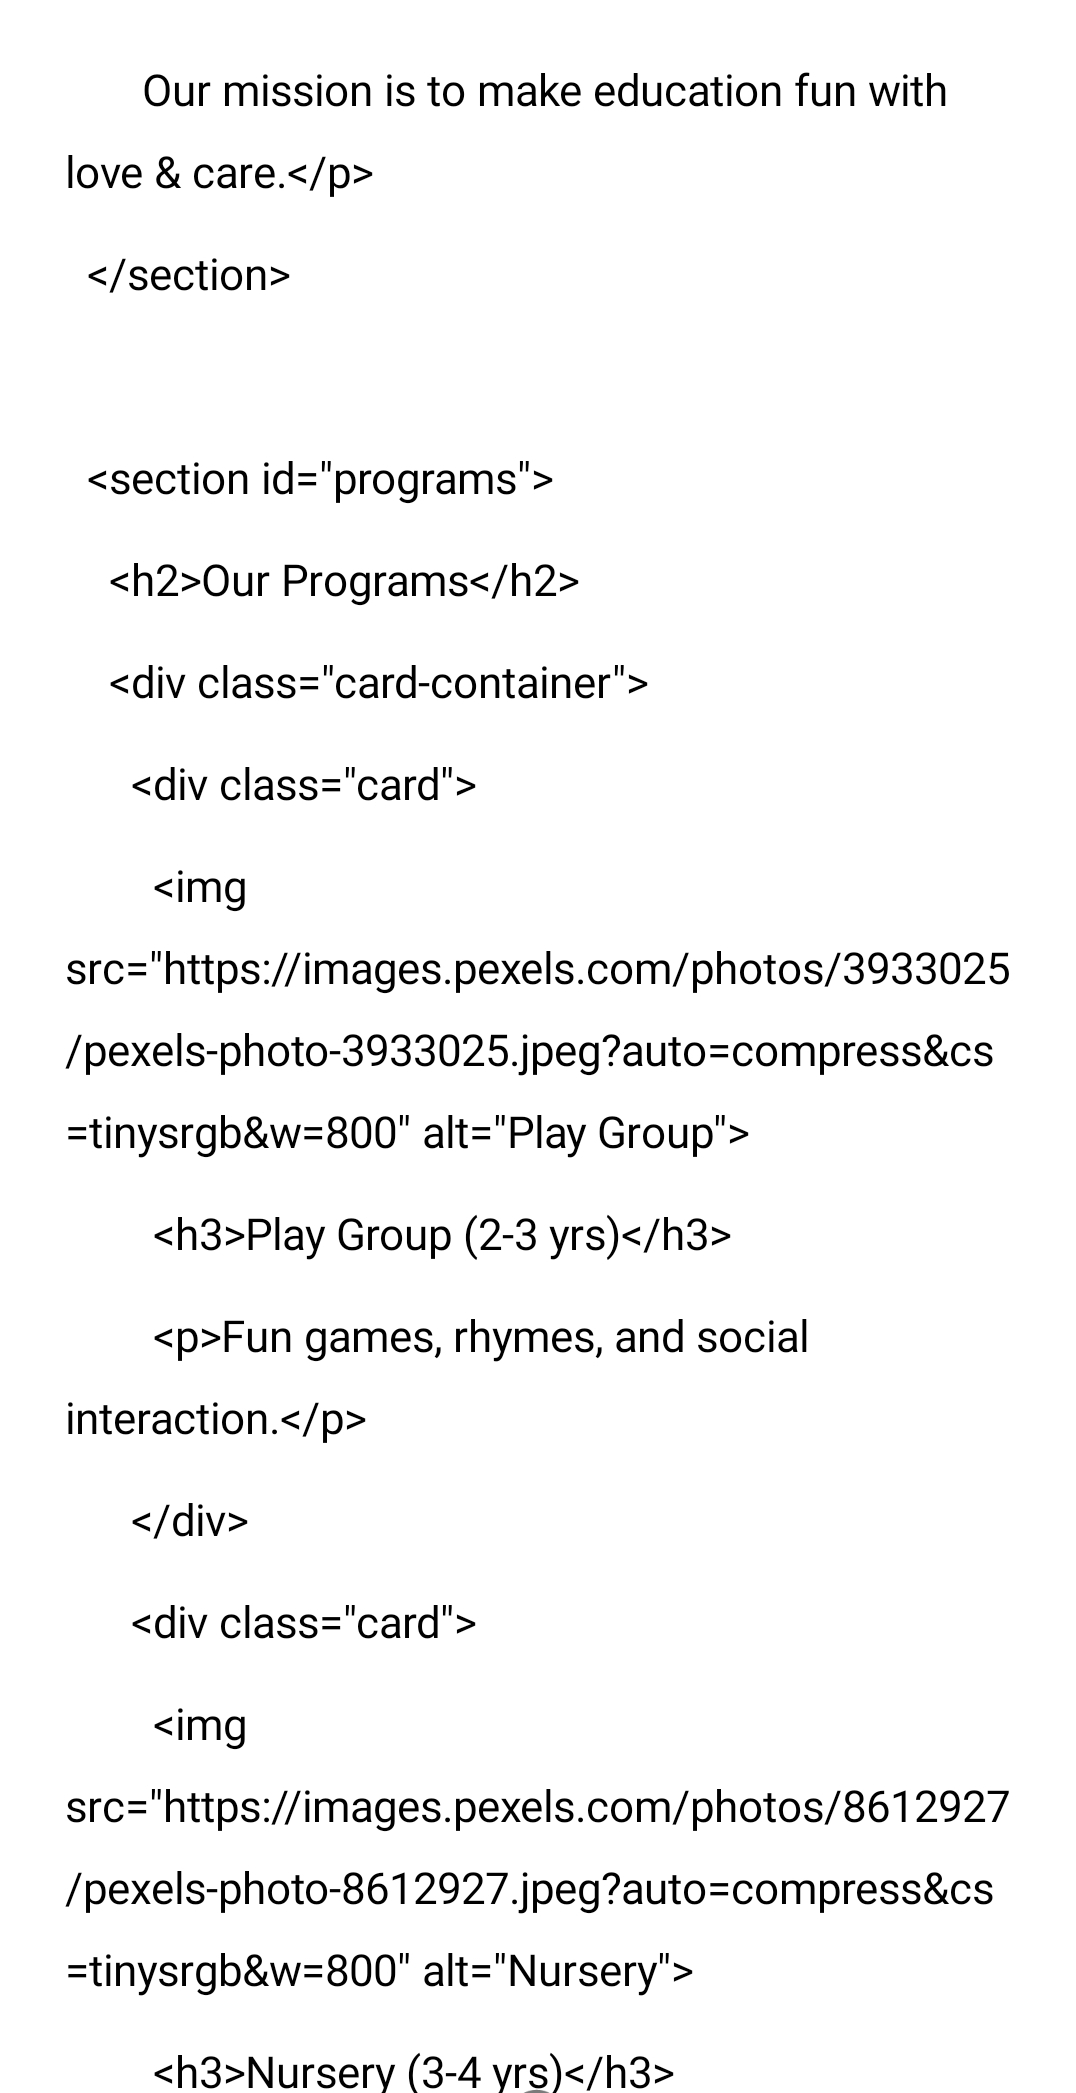 Our mission is to make education fun with
love & care.</p>
</section>
<section id="programs">
<h2>Our Programs</h2>
<div class="card-container">
<div class="card">
<img
src="https://images.pexels.com/photos/3933025
/pexels-photo-3933025.jpeg?auto=compress&cs
=tinysrgb&w=800" alt="Play Group">
<h3>Play Group (2-3 yrs)</h3>
<p>Fun games, rhymes, and social
interaction.</p>
</div>
<div class="card">
<img
src="https://images.pexels.com/photos/8612927
/pexels-photo-8612927.jpeg?auto=compress&cs
=tinysrgb&w=800" alt="Nursery">
<h3>Nursery (3-4 yrs)</h3>